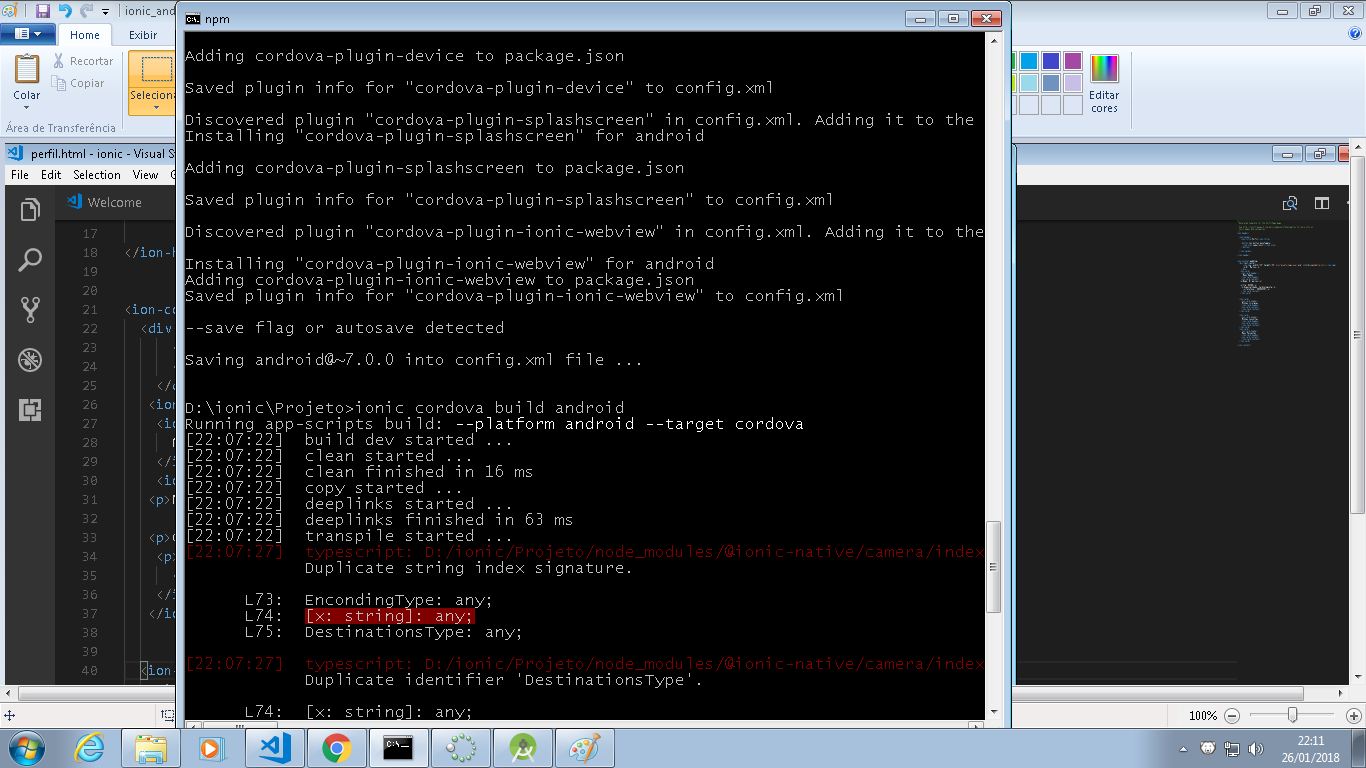 ionic_and
npm
Home
Exibir
Colar
Recortar
Copiar
Seleciona
Área de Transferência
Editar
cores
perfil.html - ionic - Visual S
File Edit Selection View G
Welcome
17
18 </ion-h
19
20
21 <ion-co
22 <div
23
24
25 </d
26 <ion
27 <io
28
29 </i
30 <io
31 <p>N
32
33 <p>
34 <p>
35
36 </i
37 </io
38
39
40 <ion-
Adding cordova-plugin-device to package.json
Saved plugin info for "cordova-plugin-device" to config.xml
Discovered plugin "cordova-plugin-splashscreen" in config.xml. Adding it to the
Installing "cordova-plugin-splashscreen" for android
Adding cordova-plugin-splashscreen to package.json
Saved plugin info for "cordova-plugin-splashscreen" to config.xml
Discovered plugin "cordova-plugin-ionic-webview" in config.xml. Adding it to the
Installing "cordova-plugin-ionic-webview" for android
Adding cordova-plugin-ionic-webview to package.json
Saved plugin info for "cordova-plugin-ionic-webview" to config.xml
--save flag or autosave detected
Saving android@~7.0.0 into config.xml file ...
D:\ionic\Projeto>ionic cordova build android
Running app-scripts build: --platform android --target cordova
[22:07:22] build dev started ...
[22:07:22] clean started ...
[22:07:22] clean finished in 16 ms
[22:07:22] copy started ...
[22:07:22] deeplinks started ...
[22:07:22] deeplinks finished in 63 ms
[22:07:22] transpile started ...
[22:07:27] typescript: D:/ionic/Projeto/node_modules/@ionic-native/camera/index
Duplicate string index signature.
L73: EncondingType: any;
L74: [x: string]: any;
L75: DestinationsType: any;
[22:07:27] typescript: D:/ionic/Projeto/node_modules/@ionic-native/camera/index
Duplicate identifier 'DestinationsType'.
L74: [x: string]: any;
100%
22:11
26/01/2018